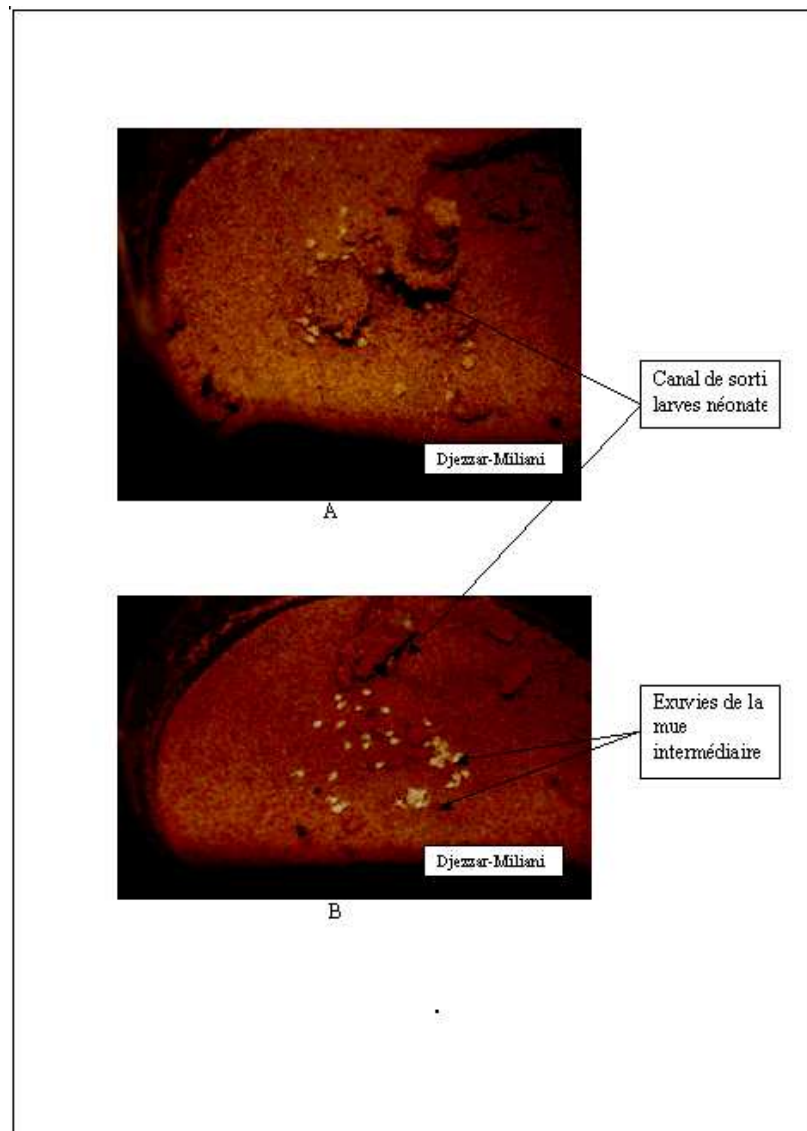 Canal de sorti
larves néonate
Djezzar-Miliani
A
Exuvies de la
mue
intermédiaire
Djezzar-Miliani
B